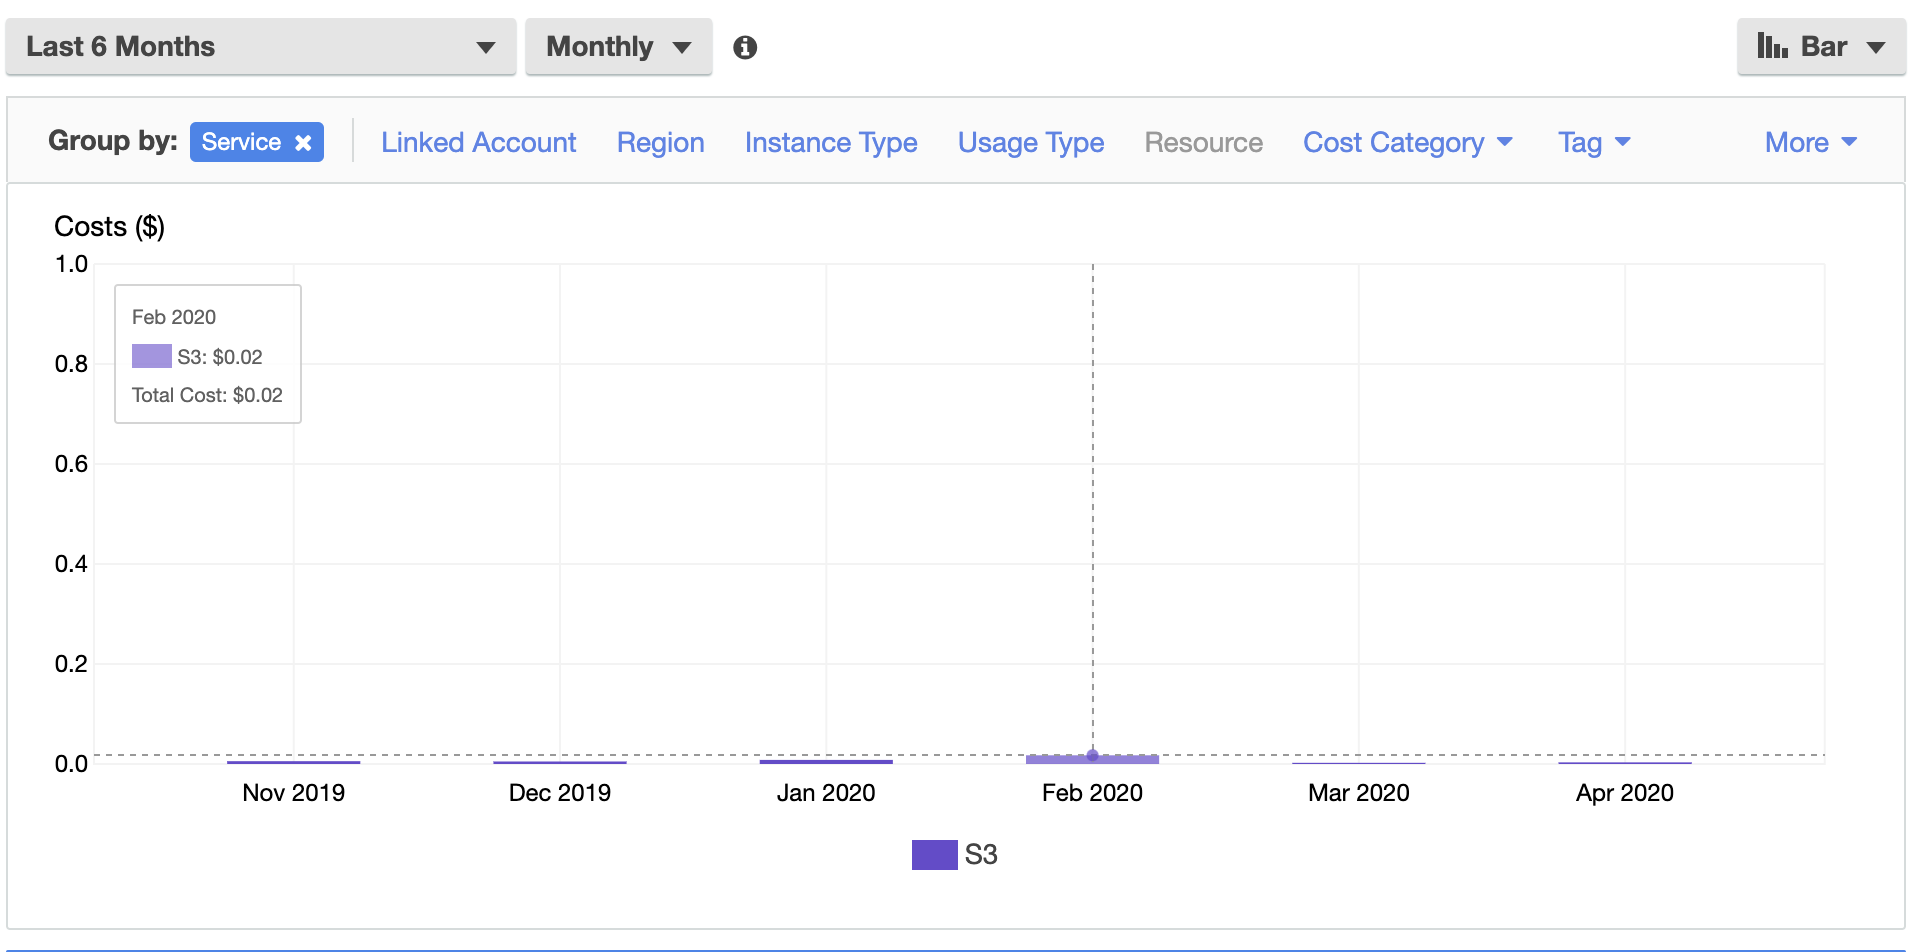 Last 6 Months Monthly Bar
Group by: Service Linked Account Region Instance Type Usage Type Resource Cost Category Tag More
Costs ($)
1.0
Feb 2020
S3: $0.02
Total Cost: $0.02
0.8
0.6
0.4
0.2
0.0
Nov 2019 Dec 2019 Jan 2020 Feb 2020 Mar 2020 Apr 2020
S3